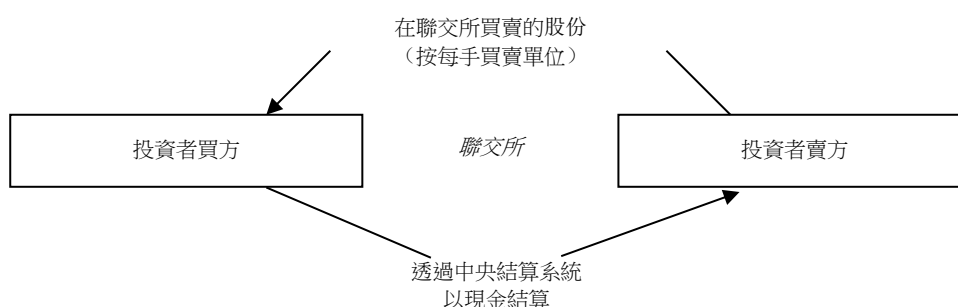 在聯交所買賣的股份
（按每手買賣單位）
投資者買方
聯交所
投資者賣方
透過中央結算系統
以現金結算